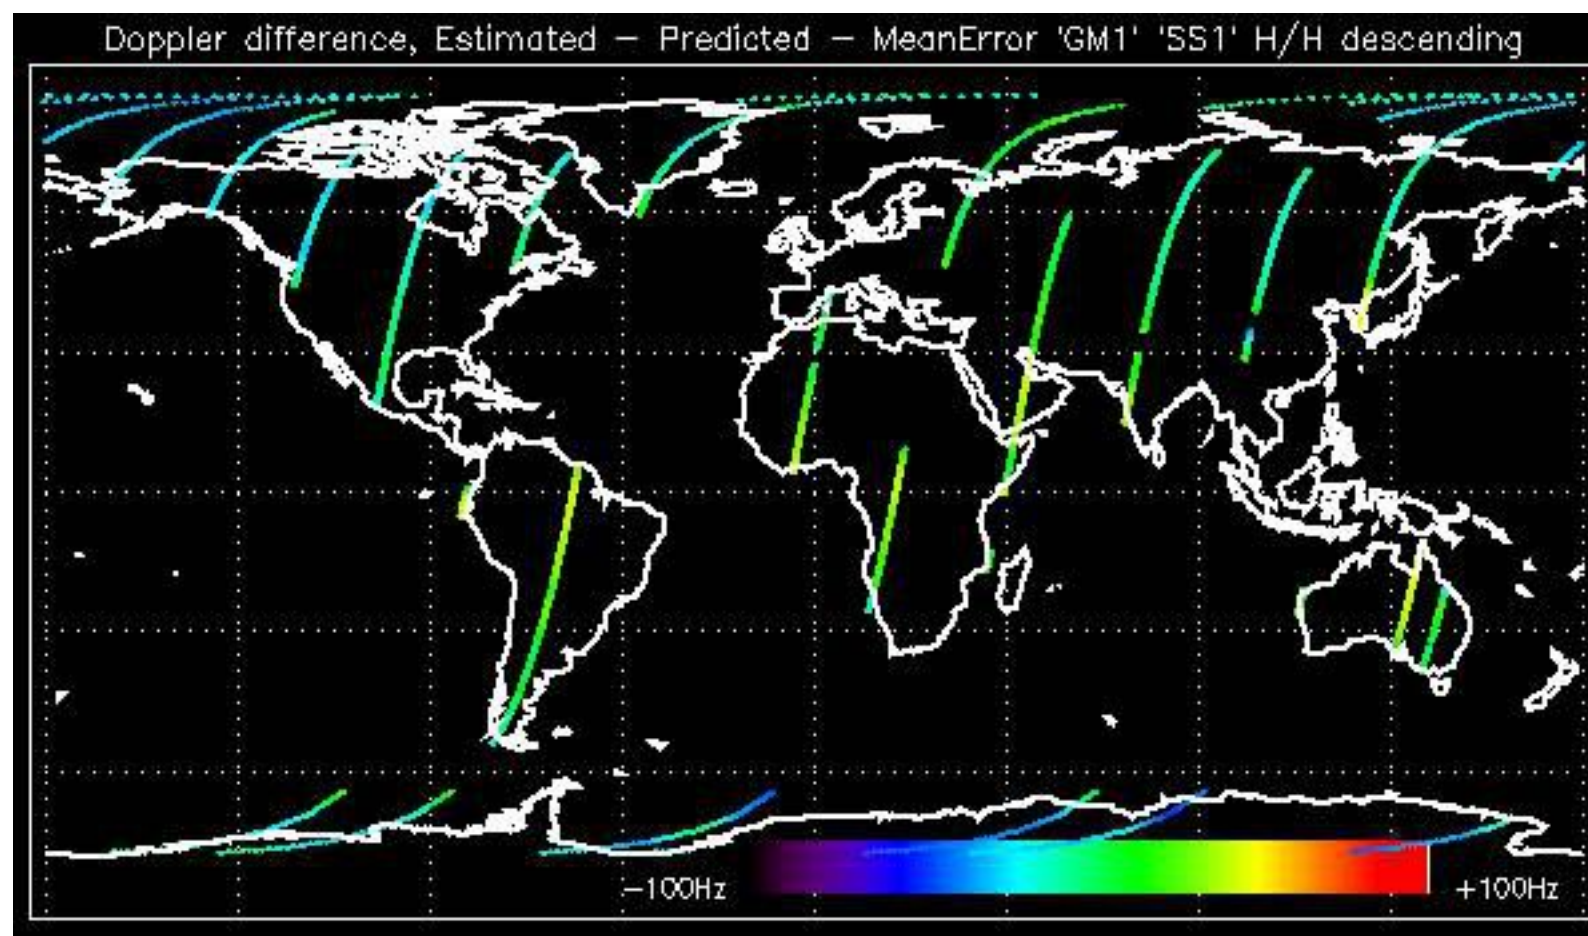 Doppler difference, Estimated – Predicted – MeanError 'GM1' 'SS1' H/H descending
–100Hz
+100Hz